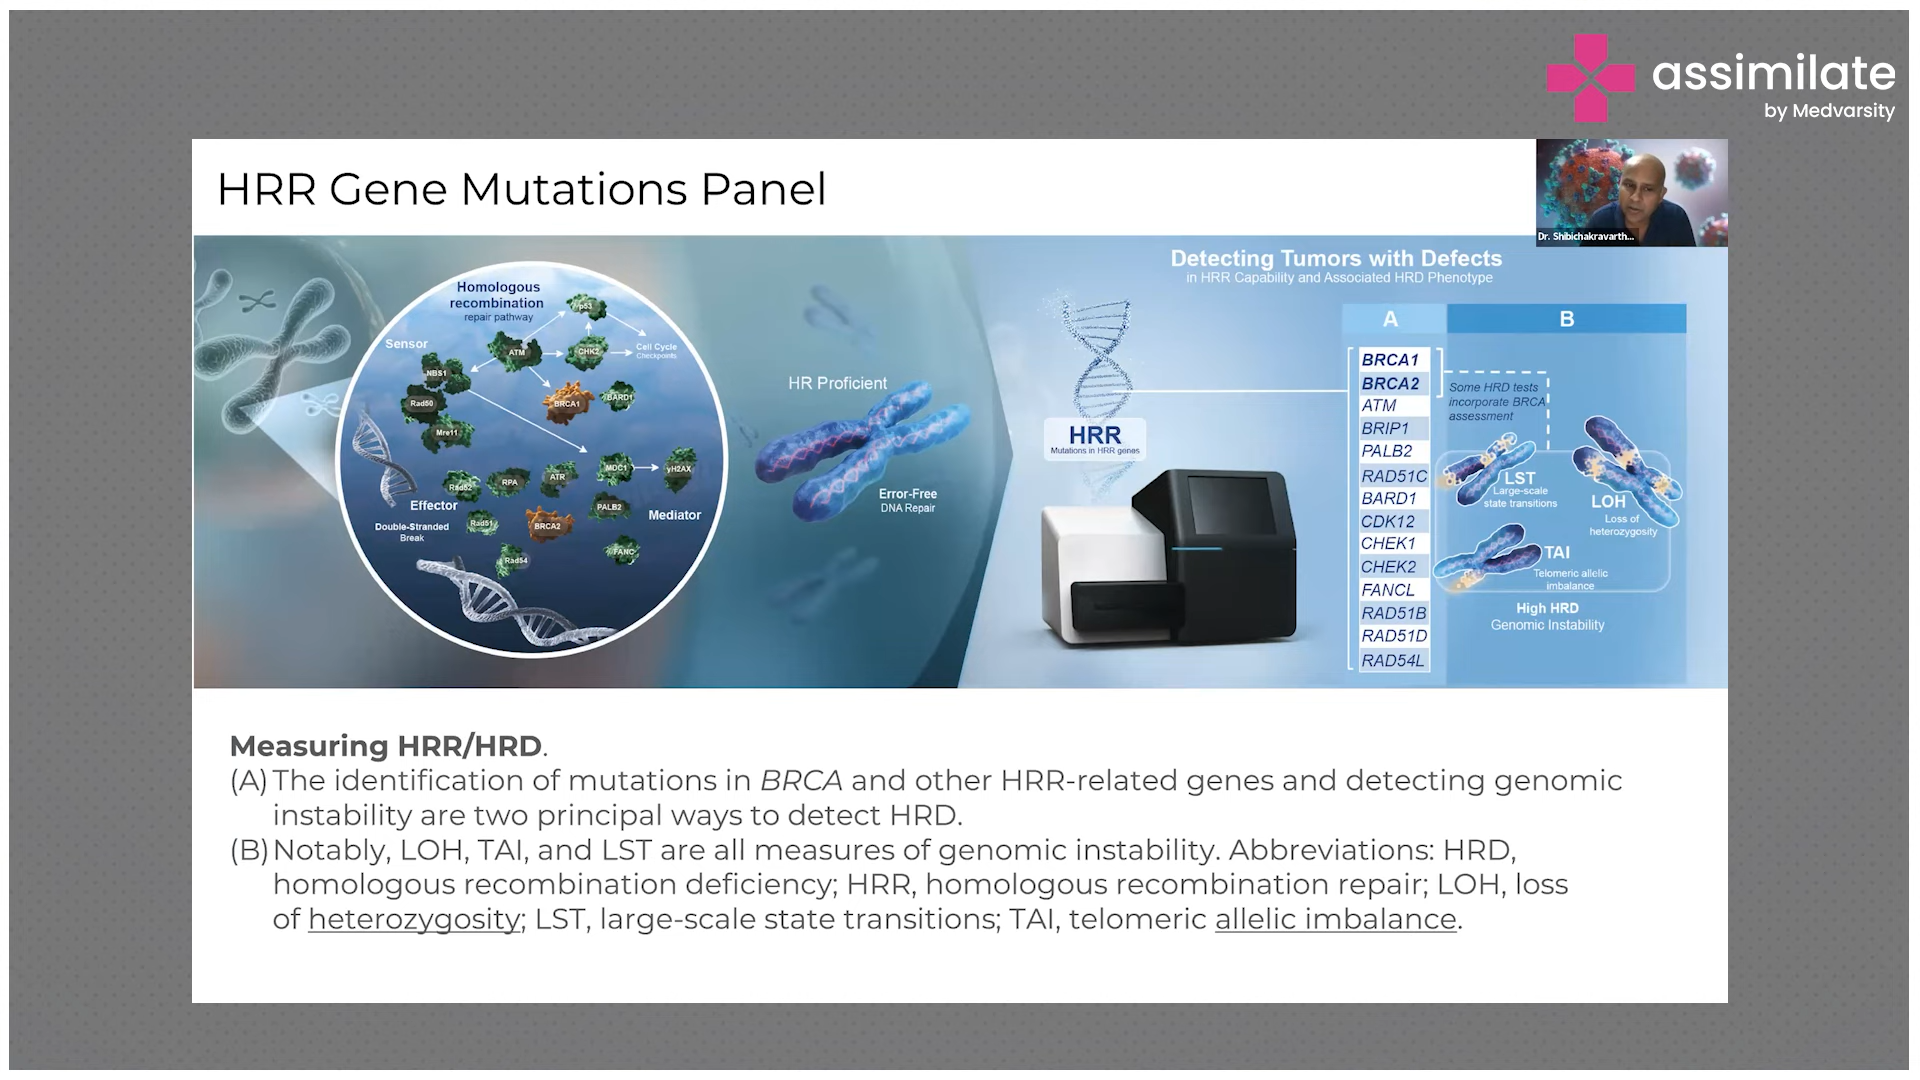 assimilate
by Medvarsity
HRR Gene Mutations Panel
Dr. Shibichakravarth...
Homologous
recombination
repair pathway
Sensor
p53
ATM
CHK2
Cell Cycle
Checkpoints
NBS1
Rad50
Mre11
BRCA1
BARD1
MDC1
γH2AX
Rad52
RPA
ATR
PALB2
Mediator
Effector
Rad51
BRCA2
Double-Stranded
Break
Rad54
FANC
HR Proficient
Error-Free
DNA Repair
Detecting Tumors with Defects
in HRR Capability and Associated HRD Phenotype
HRR
Mutations in HRR genes
A
B
BRCA1
BRCA2
ATM
BRIP1
PALB2
RAD51C
BARD1
CDK12
CHEK1
CHEK2
FANCL
RAD51B
RAD51D
RAD54L
Some HRD tests
incorporate BRCA
assessment
LST
Large-scale
state transitions
LOH
Loss of
heterozygosity
TAI
Telomeric allelic
imbalance
High HRD
Genomic Instability
Measuring HRR/HRD.
(A) The identification of mutations in BRCA and other HRR-related genes and detecting genomic
instability are two principal ways to detect HRD.
(B) Notably, LOH, TAI, and LST are all measures of genomic instability. Abbreviations: HRD,
homologous recombination deficiency; HRR, homologous recombination repair; LOH, loss
of heterozygosity; LST, large-scale state transitions; TAI, telomeric allelic imbalance.